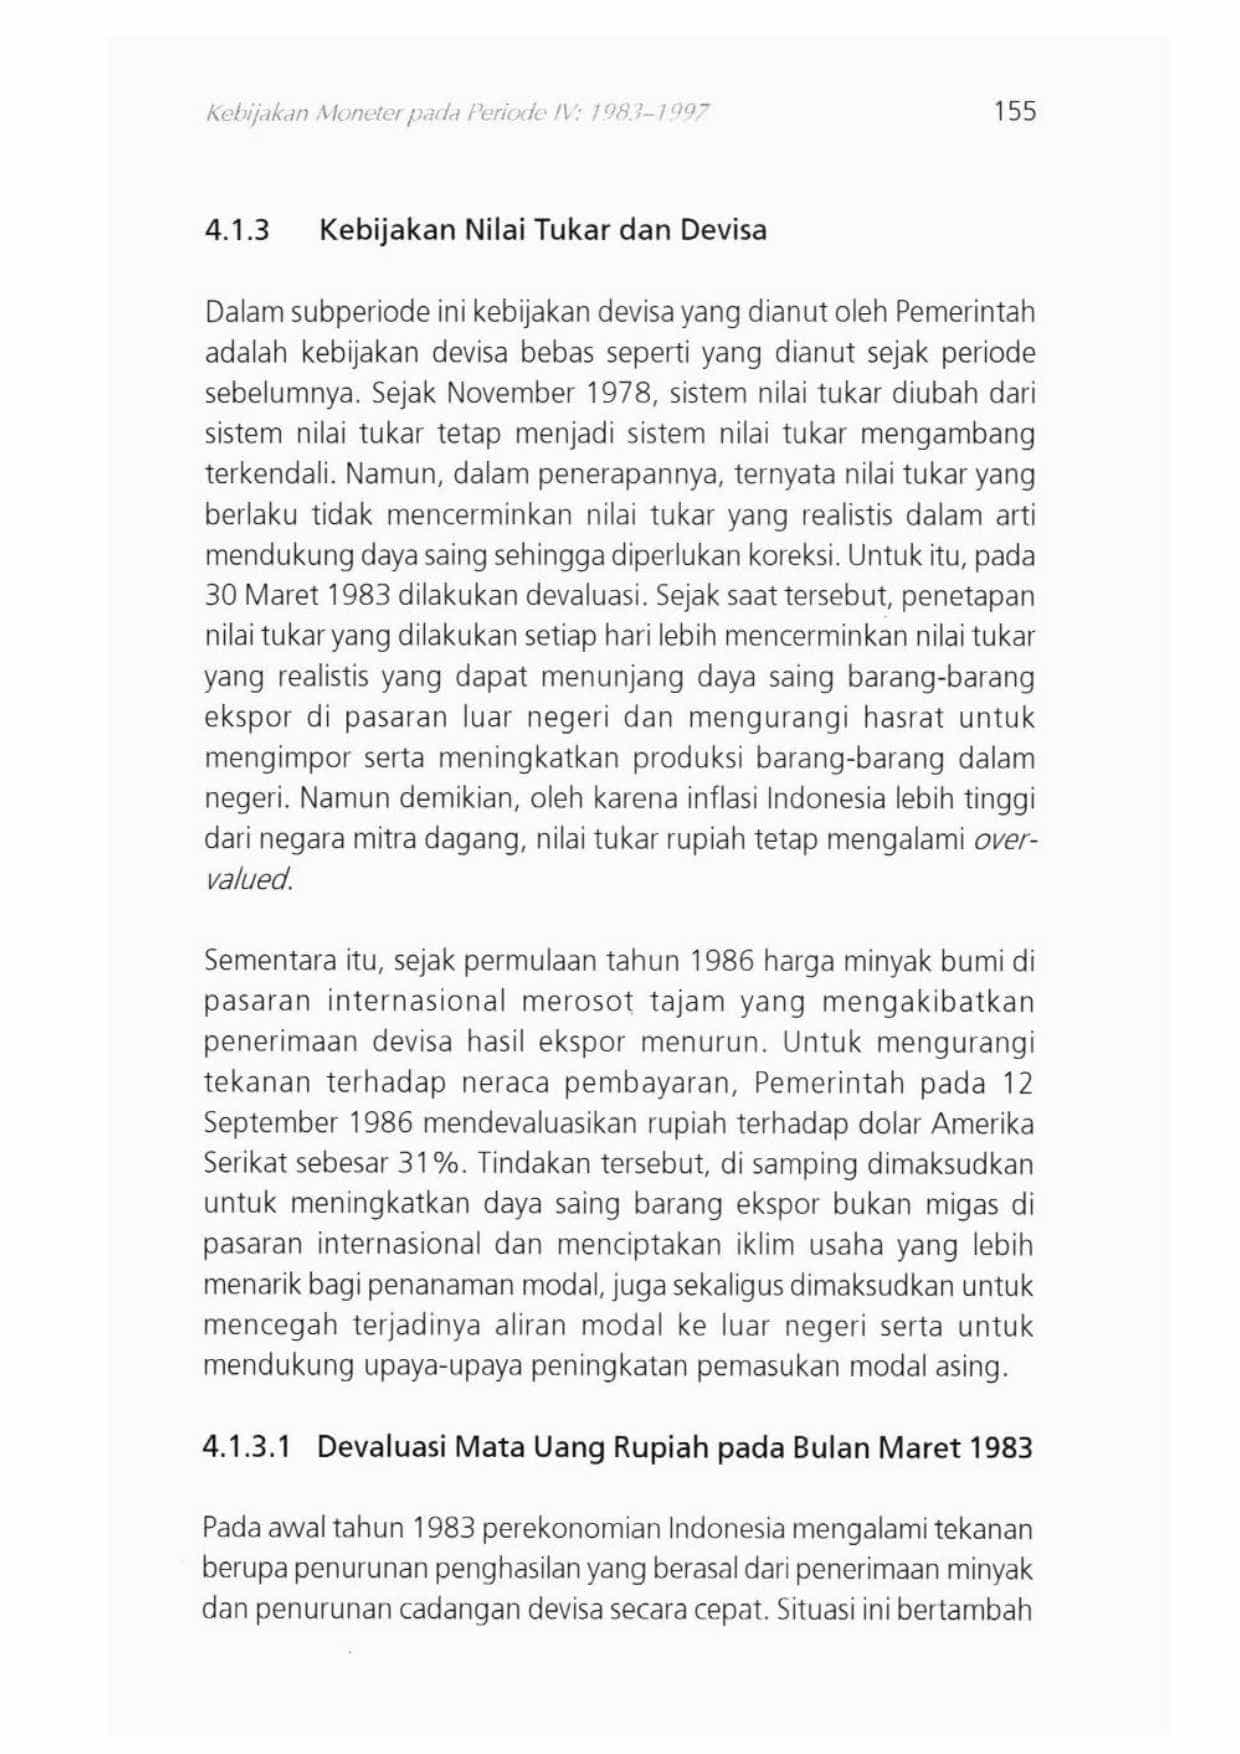 Kebijakan Moneter pada Periode IV: 1983–1997
155
4.1.3 Kebijakan Nilai Tukar dan Devisa
Dalam subperiode ini kebijakan devisa yang dianut oleh Pemerintah
adalah kebijakan devisa bebas seperti yang dianut sejak periode
sebelumnya. Sejak November 1978, sistem nilai tukar diubah dari
sistem nilai tukar tetap menjadi sistem nilai tukar mengambang
terkendali. Namun, dalam penerapannya, ternyata nilai tukar yang
berlaku tidak mencerminkan nilai tukar yang realistis dalam arti
mendukung daya saing sehingga diperlukan koreksi. Untuk itu, pada
30 Maret 1983 dilakukan devaluasi. Sejak saat tersebut, penetapan
nilai tukar yang dilakukan setiap hari lebih mencerminkan nilai tukar
yang realistis yang dapat menunjang daya saing barang-barang
ekspor di pasaran luar negeri dan mengurangi hasrat untuk
mengimpor serta meningkatkan produksi barang-barang dalam
negeri. Namun demikian, oleh karena inflasi Indonesia lebih tinggi
dari negara mitra dagang, nilai tukar rupiah tetap mengalami over-
valued.
Sementara itu, sejak permulaan tahun 1986 harga minyak bumi di
pasaran internasional merosot tajam yang mengakibatkan
penerimaan devisa hasil ekspor menurun. Untuk mengurangi
tekanan terhadap neraca pembayaran, Pemerintah pada 12
September 1986 mendevaluasikan rupiah terhadap dolar Amerika
Serikat sebesar 31%. Tindakan tersebut, di samping dimaksudkan
untuk meningkatkan daya saing barang ekspor bukan migas di
pasaran internasional dan menciptakan iklim usaha yang lebih
menarik bagi penanaman modal, juga sekaligus dimaksudkan untuk
mencegah terjadinya aliran modal ke luar negeri serta untuk
mendukung upaya-upaya peningkatan pemasukan modal asing.
4.1.3.1 Devaluasi Mata Uang Rupiah pada Bulan Maret 1983
Pada awal tahun 1983 perekonomian Indonesia mengalami tekanan
berupa penurunan penghasilan yang berasal dari penerimaan minyak
dan penurunan cadangan devisa secara cepat. Situasi ini bertambah